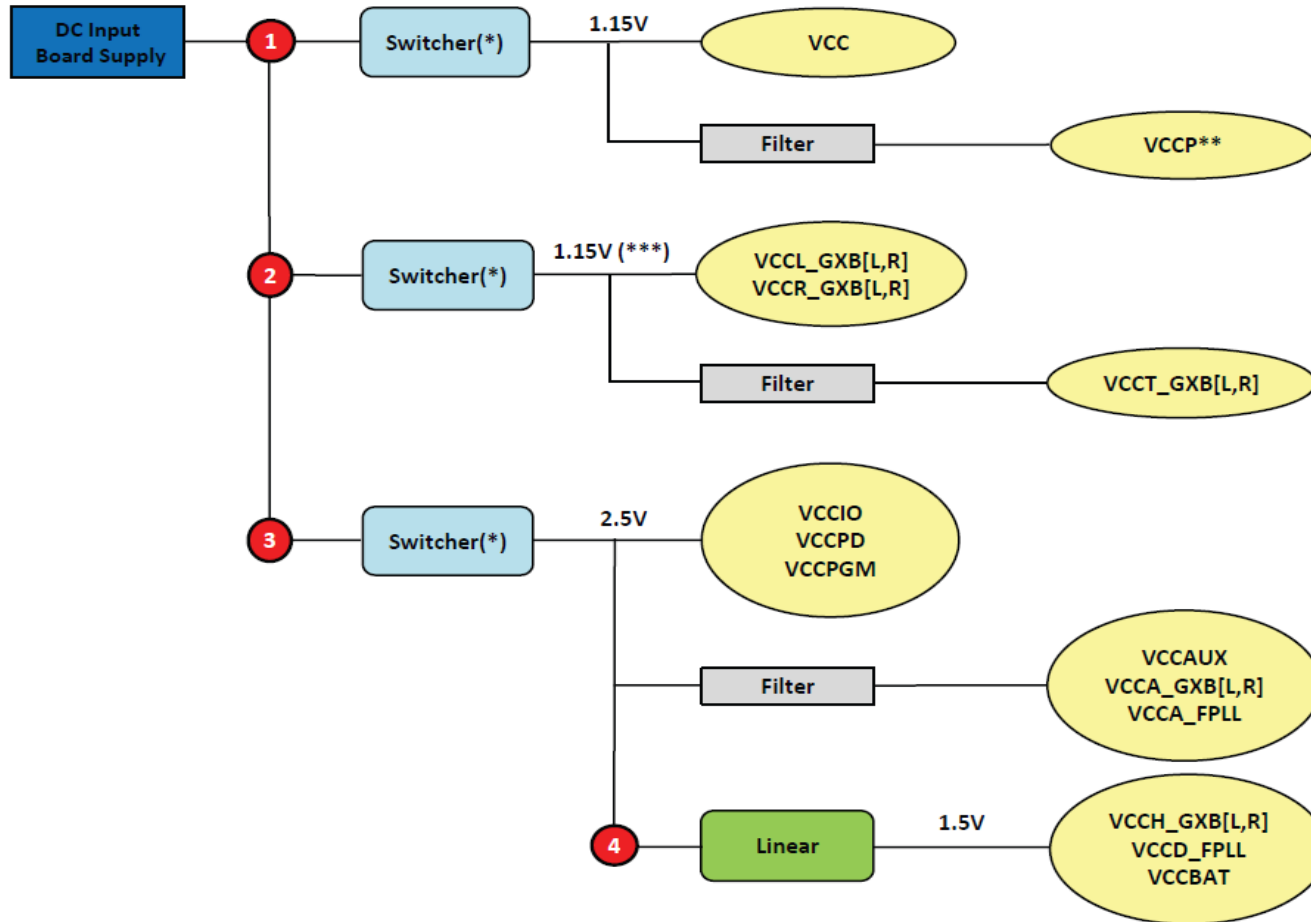 DC Input
Board Supply
1
Switcher(*)
1.15V
VCC
Filter
VCCP**
2
Switcher(*)
1.15V (***)
VCCL_GXB[L,R]
VCCR_GXB[L,R]
Filter
VCCT_GXB[L,R]
3
Switcher(*)
2.5V
VCCIO
VCCPD
VCCPGM
Filter
VCCAUX
VCCA_GXB[L,R]
VCCA_FPLL
4
Linear
1.5V
VCCH_GXB[L,R]
VCCD_FPLL
VCCBAT